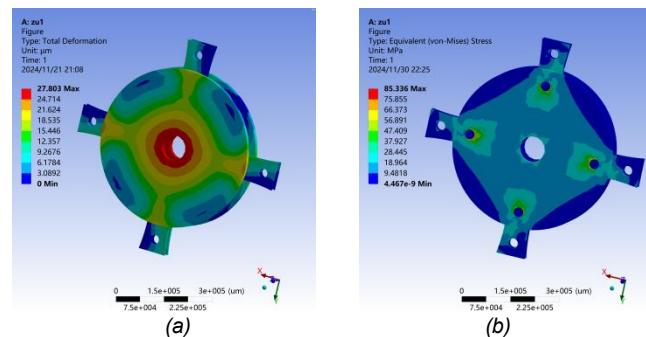 A: zu1
Figure
Type: Total Deformation
Unit: μm
Time: 1
2024/11/21 21:08
27.803 Max
24.714
21.624
18.535
15.446
12.357
9.2676
6.1784
3.0892
0 Min
X
Y
0 1.5e+005 3e+005 (um)
7.5e+004 2.25e+005
(a)
A: zu1
Figure
Type: Equivalent (von-Mises) Stress
Unit: MPa
Time: 1
2024/11/30 22:25
85.336 Max
75.855
66.373
56.891
47.409
37.927
28.445
18.964
9.4818
4.467e-9 Min
X
Y
0 1.5e+005 3e+005 (um)
7.5e+004 2.25e+005
(b)